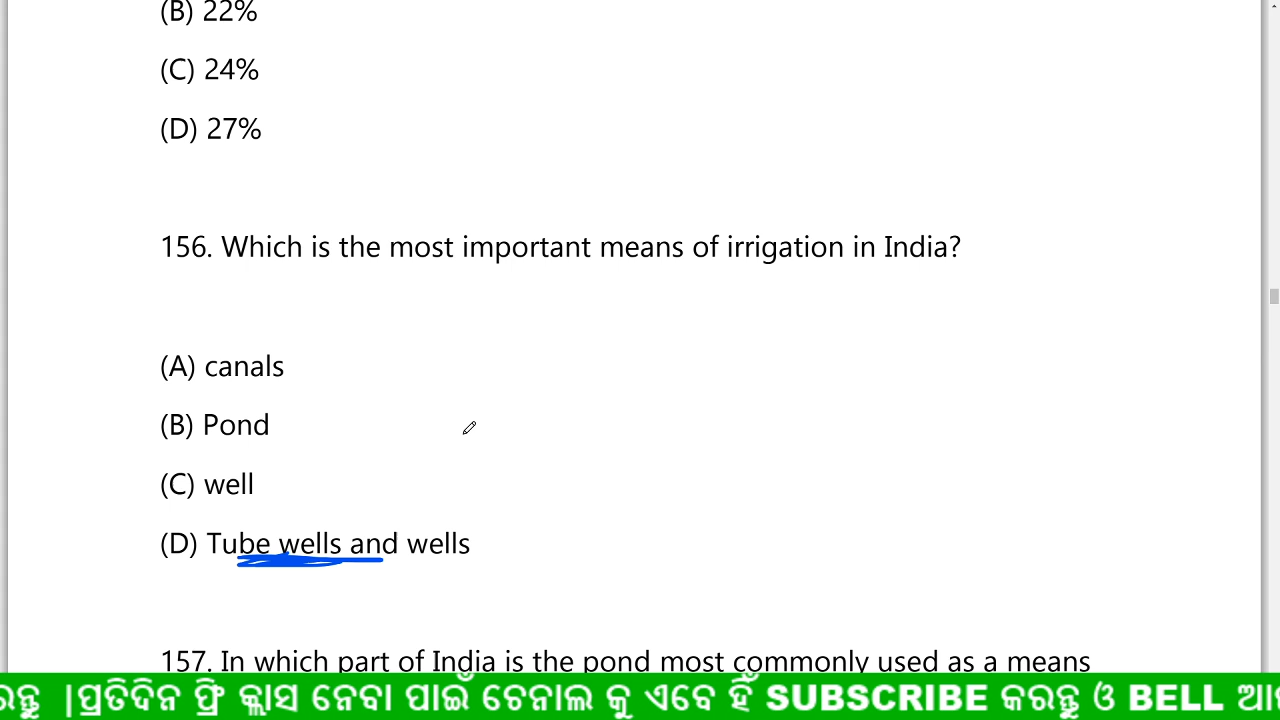 (B) 22%
(C) 24%
(D) 27%
156. Which is the most important means of irrigation in India?
(A) canals
(B) Pond
(C) well
(D) Tube wells and wells
157. In which part of India is the pond most commonly used as a means
|ପ୍ରତିଦିନ ଫ୍ରି କ୍ଲାସ ନେବା ପାଇଁ ଚେନାଲ କୁ ଏବେ ହିଁ SUBSCRIBE କରନ୍ତୁ ଓ BELL